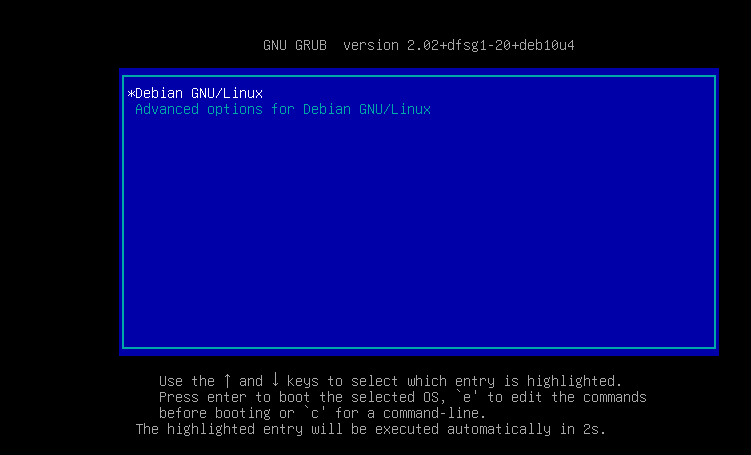 GNU GRUB  version 2.02+dfsg1-20+deb10u4
*Debian GNU/Linux
Advanced options for Debian GNU/Linux
Use the ↑ and ↓ keys to select which entry is highlighted.
Press enter to boot the selected OS, `e' to edit the commands
before booting or `c' for a command-line.
The highlighted entry will be executed automatically in 2s.